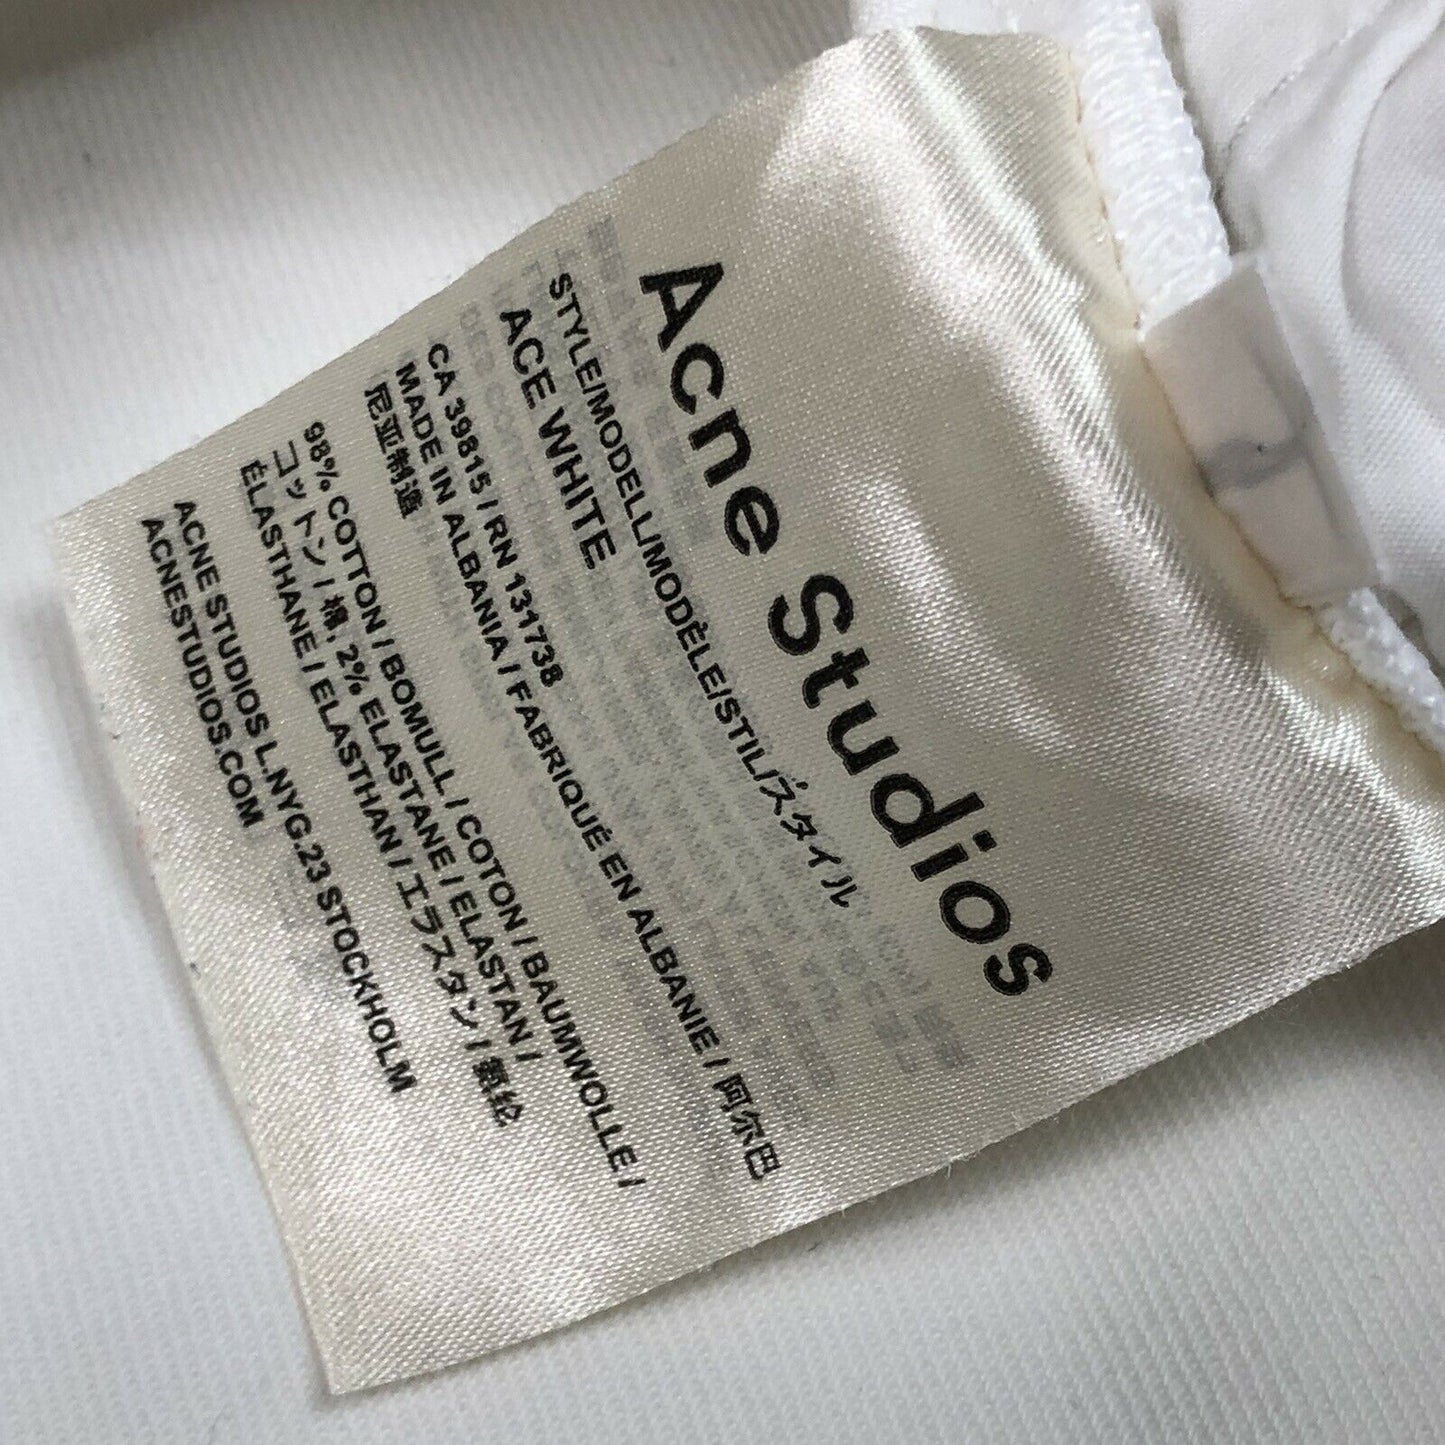 Acne Studios
STYLE/MODELL/MODÈLE/STIL/スタイル
ACE WHITE
CA 39815 / RN 131738
MADE IN ALBANIA / FABRIQUÉ EN ALBANIE / 阿尔巴
尼亚制造
98% COTTON / BOMULL / COTON / BAUMWOLLE /
コットン / 棉, 2% ELASTANE / ELASTAN /
ÉLASTHANE / ELASTHAN / エラスタン / 氨纶
ACNE STUDIOS L.NYG.23 STOCKHOLM
ACNESTUDIOS.COM